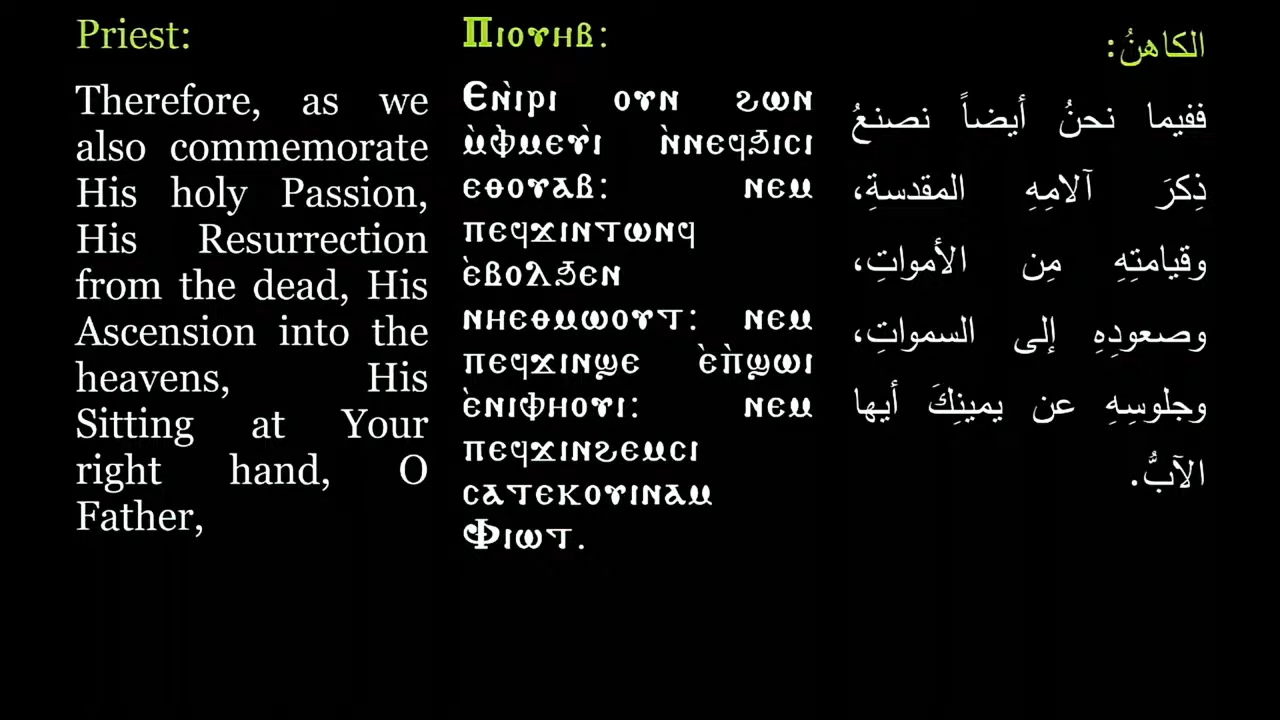 Priest:
Therefore, as we
also commemorate
His holy Passion,
His Resurrection
from the dead, His
Ascension into the
heavens, His
Sitting at Your
right hand, O
Father,
Ⲡⲓⲟⲩⲏⲃ:
Ⲉⲛⲓ̀ⲣⲓ ⲟⲩⲛ ϩⲱⲛ
ⲙ̀ⲫⲙⲉⲩⲓ̀ ⲛ̀ⲛⲉϥϧⲓⲥⲓ
ⲉⲑⲟⲩⲁⲃ: ⲛⲉⲙ
ⲡⲉϥϫⲓⲛⲧⲱⲛϥ
ⲉ̀ⲃⲟⲗϧⲉⲛ
ⲛⲏⲉⲑⲙⲱⲟⲩⲧ: ⲛⲉⲙ
ⲡⲉϥϫⲓⲛϣⲉ ⲉ̀ⲡ̀ϣⲱⲓ
ⲉ̀ⲛⲓⲫⲏⲟⲩⲓ: ⲛⲉⲙ
ⲡⲉϥϫⲓⲛϩⲉⲙⲥⲓ
ⲥⲁⲧⲉⲕⲟⲩⲓⲛⲁⲙ
Ⲫⲓⲱⲧ.
الكاهنُ:
ففيما نحنُ أيضاً نصنعُ
ذِكرَ آلامِهِ المقدسةِ،
وقيامتِهِ مِن الأمواتِ،
وصعودِهِ إلى السمواتِ،
وجلوسِهِ عن يمينِكَ أيها
الآبُّ.